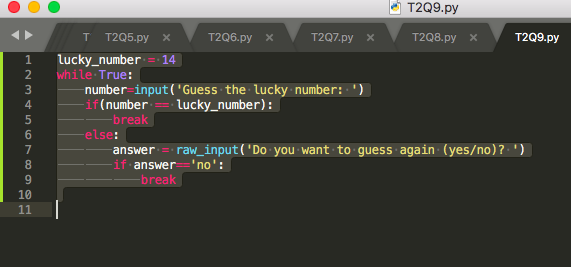 T2Q9.py
T T2Q5.py × T2Q6.py × T2Q7.py × T2Q8.py × T2Q9.py
1 lucky_number = 14
2 while True:
3     number=input('Guess the lucky number: ')
4     if(number == lucky_number):
5         break
6     else:
7         answer = raw_input('Do you want to guess again (yes/no)? ')
8         if answer=='no':
9             break
10
11